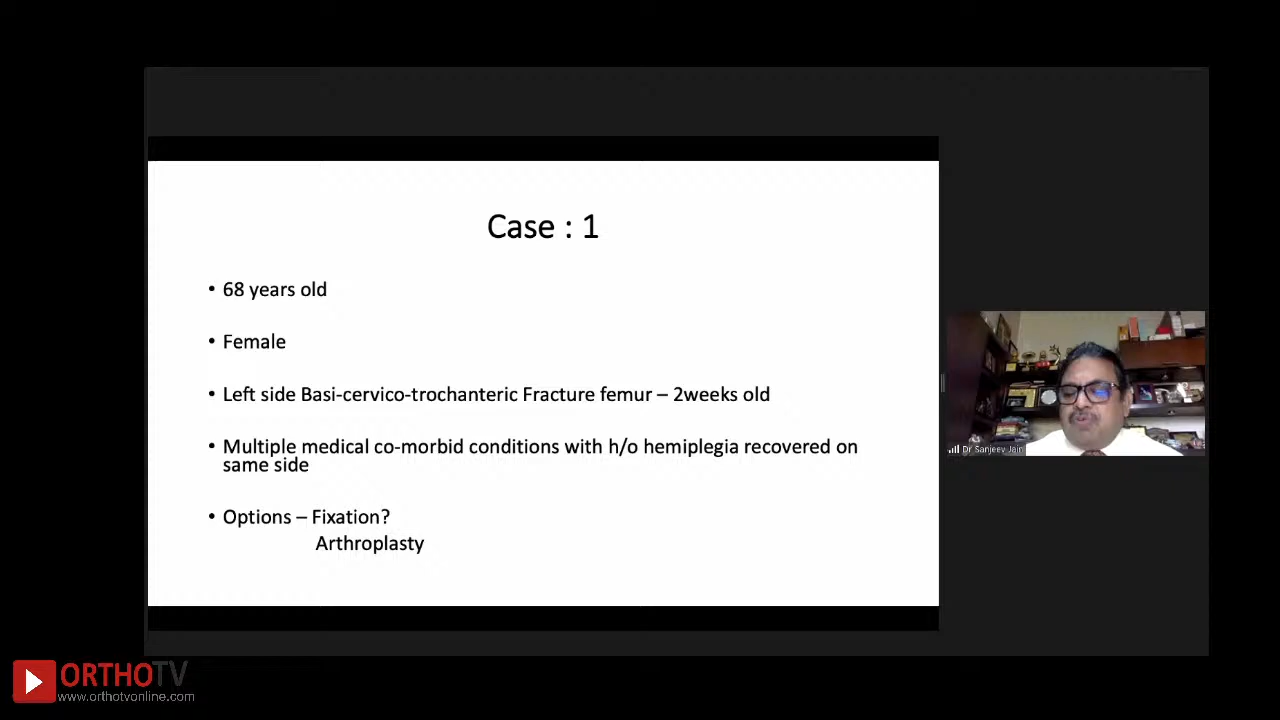 Case : 1
• 68 years old
• Female
• Left side Basi-cervico-trochanteric Fracture femur – 2weeks old
• Multiple medical co-morbid conditions with h/o hemiplegia recovered on
same side
• Options – Fixation?
Arthroplasty
Dr Sanjeev Jain
ORTHOTV
www.orthotvonline.com